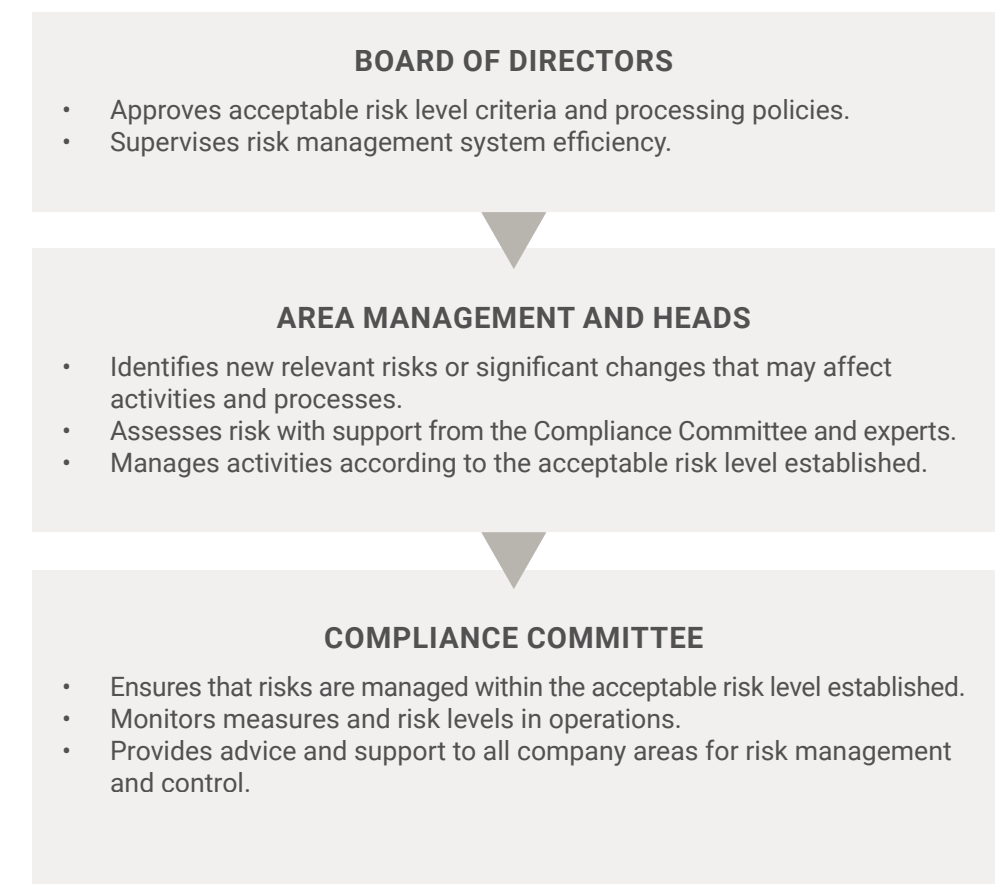 BOARD OF DIRECTORS
• Approves acceptable risk level criteria and processing policies.
• Supervises risk management system efficiency.
AREA MANAGEMENT AND HEADS
• Identifies new relevant risks or significant changes that may affect
activities and processes.
• Assesses risk with support from the Compliance Committee and experts.
• Manages activities according to the acceptable risk level established.
COMPLIANCE COMMITTEE
• Ensures that risks are managed within the acceptable risk level established.
• Monitors measures and risk levels in operations.
• Provides advice and support to all company areas for risk management
and control.